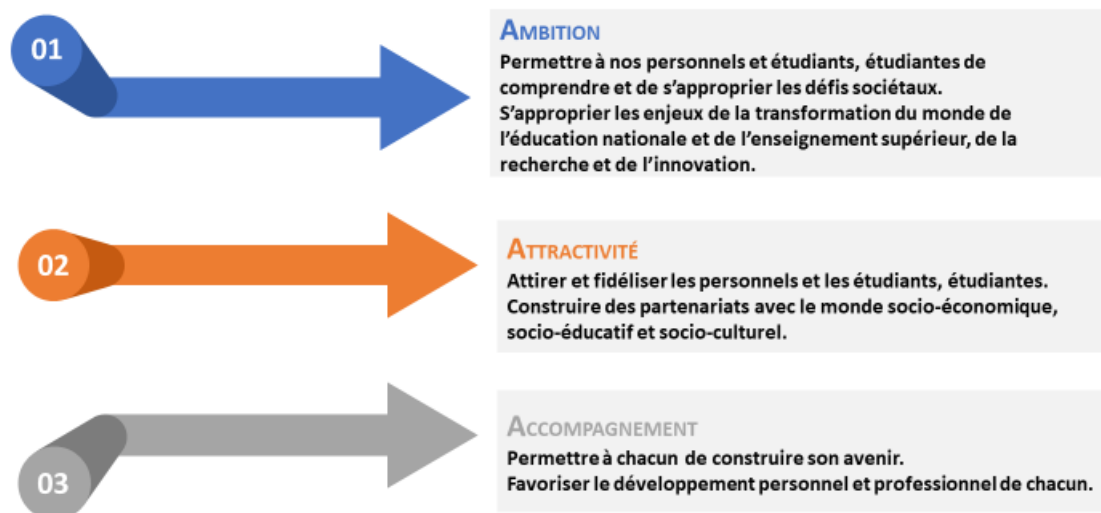 01
AMBITION
Permettre à nos personnels et étudiants, étudiantes de
comprendre et de s'approprier les défis sociétaux.
S'approprier les enjeux de la transformation du monde de
l'éducation nationale et de l'enseignement supérieur, de la
recherche et de l'innovation.
02
ATTRACTIVITÉ
Attirer et fidéliser les personnels et les étudiants, étudiantes.
Construire des partenariats avec le monde socio-économique,
socio-éducatif et socio-culturel.
03
ACCOMPAGNEMENT
Permettre à chacun de construire son avenir.
Favoriser le développement personnel et professionnel de chacun.